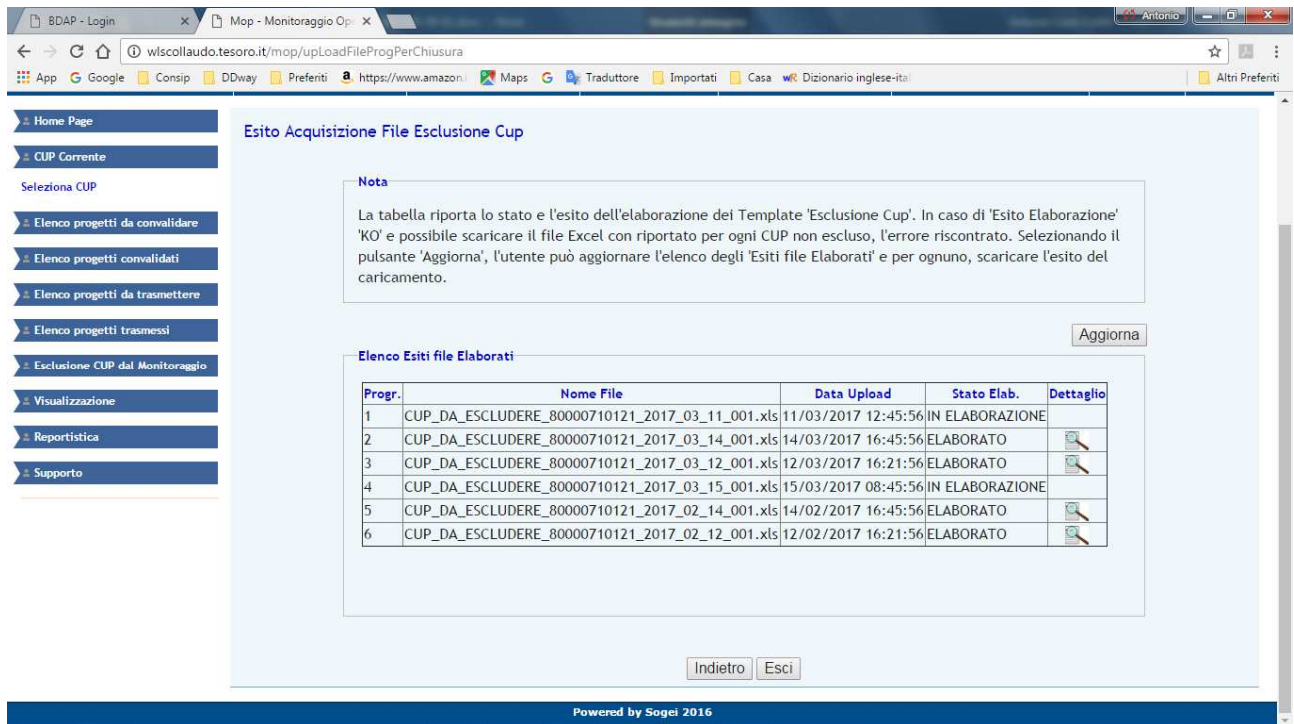 BDAP - Login
Mop - Monitoraggio Op
Antonio
wlscollaudo.tesoro.it/mop/upLoadFileProgPerChiusura
App Google Consip DDway Preferiti https://www.amazon. Maps Traduttore Importati Casa Dizionario inglese-ita Altri Preferiti
Home Page
CUP Corrente
Seleziona CUP
Elenco progetti da convalidare
Elenco progetti convalidati
Elenco progetti da trasmettere
Elenco progetti trasmessi
Esclusione CUP dal Monitoraggio
Visualizzazione
Reportistica
Supporto
Esito Acquisizione File Esclusione Cup
Nota
La tabella riporta lo stato e l'esito dell'elaborazione dei Template 'Esclusione Cup'. In caso di 'Esito Elaborazione'
'KO' e possibile scaricare il file Excel con riportato per ogni CUP non escluso, l'errore riscontrato. Selezionando il
pulsante 'Aggiorna', l'utente può aggiornare l'elenco degli 'Esiti file Elaborati' e per ognuno, scaricare l'esito del
caricamento.
Aggiorna
Elenco Esiti file Elaborati
Progr. Nome File Data Upload Stato Elab. Dettaglio
1 CUP_DA_ESCLUDERE_80000710121_2017_03_11_001.xls 11/03/2017 12:45:56 IN ELABORAZIONE
2 CUP_DA_ESCLUDERE_80000710121_2017_03_14_001.xls 14/03/2017 16:45:56 ELABORATO
3 CUP_DA_ESCLUDERE_80000710121_2017_03_12_001.xls 12/03/2017 16:21:56 ELABORATO
4 CUP_DA_ESCLUDERE_80000710121_2017_03_15_001.xls 15/03/2017 08:45:56 IN ELABORAZIONE
5 CUP_DA_ESCLUDERE_80000710121_2017_02_14_001.xls 14/02/2017 16:45:56 ELABORATO
6 CUP_DA_ESCLUDERE_80000710121_2017_02_12_001.xls 12/02/2017 16:21:56 ELABORATO
Indietro Esci
Powered by Sogei 2016